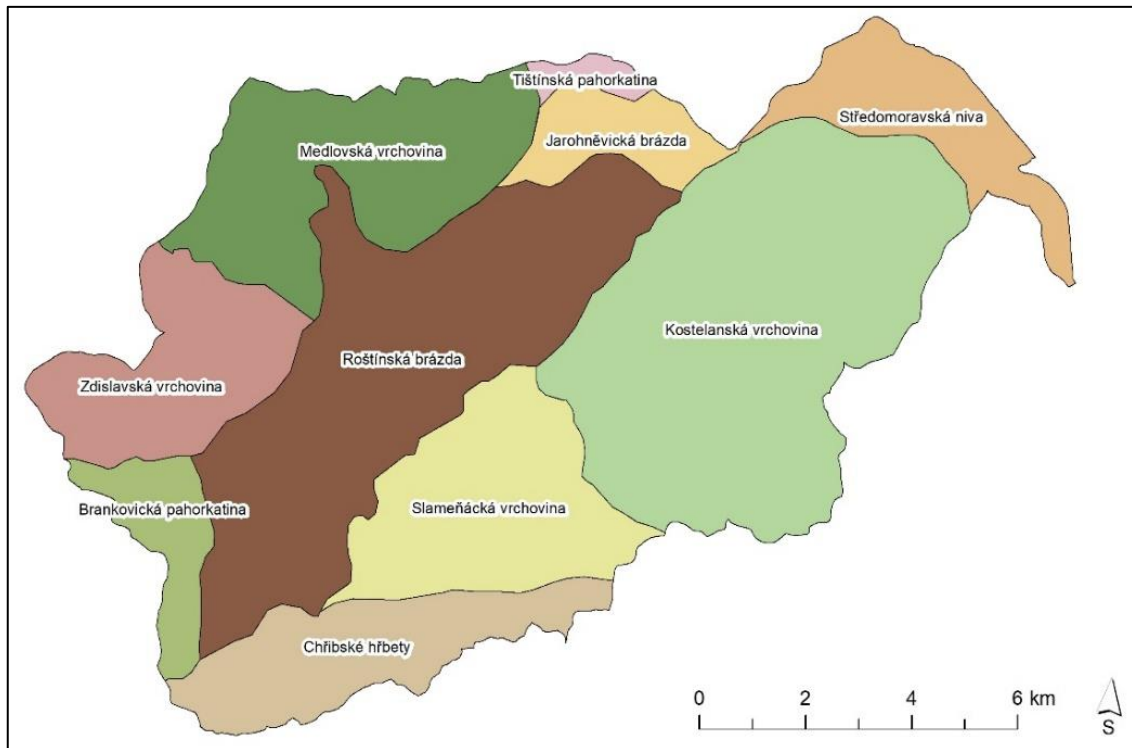 Tištínská pahorkatina
Středomoravská niva
Jarohněvická brázda
Medlovská vrchovina
Kostelanská vrchovina
Roštínská brázda
Zdislavská vrchovina
Brankovická pahorkatina
Slameňácká vrchovina
Chřibské hřbety
0 2 4 6 km
S